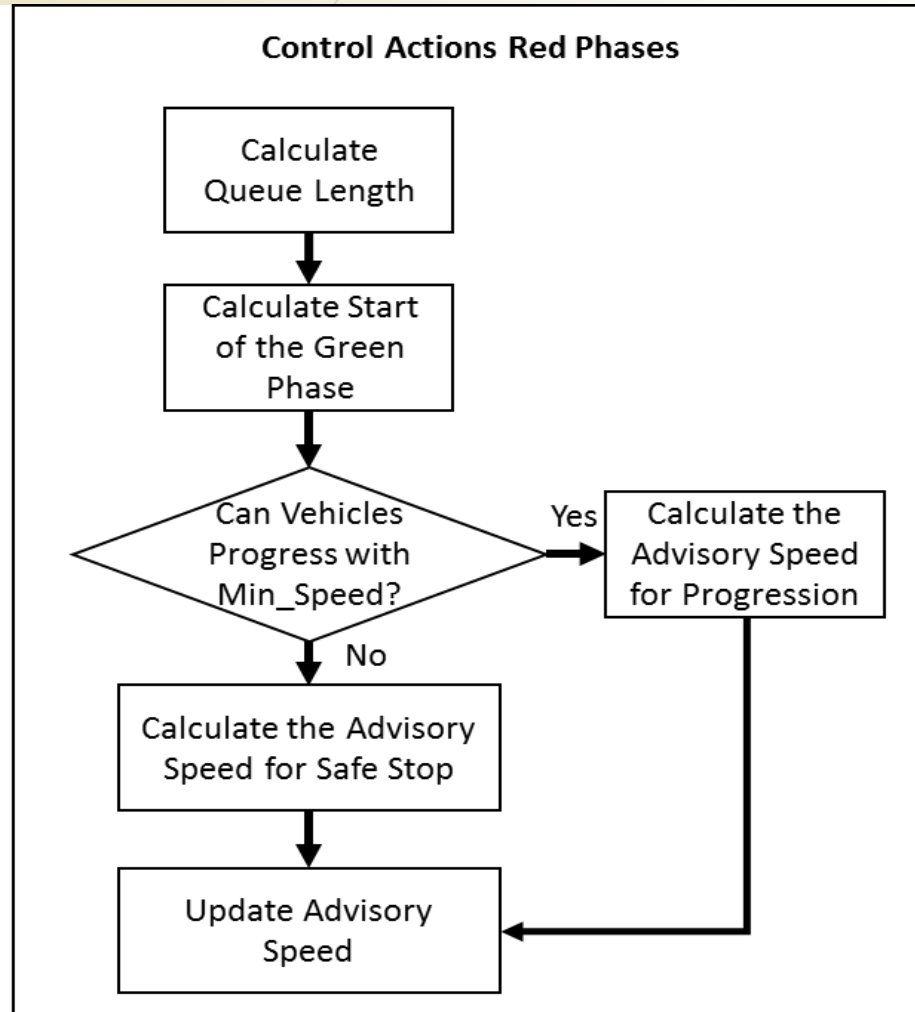 Control Actions Red Phases
Calculate
Queue Length
Calculate Start
of the Green
Phase
Can Vehicles
Progress with
Min_Speed?
Yes
Calculate the
Advisory Speed
for Progression
No
Calculate the Advisory
Speed for Safe Stop
Update Advisory
Speed